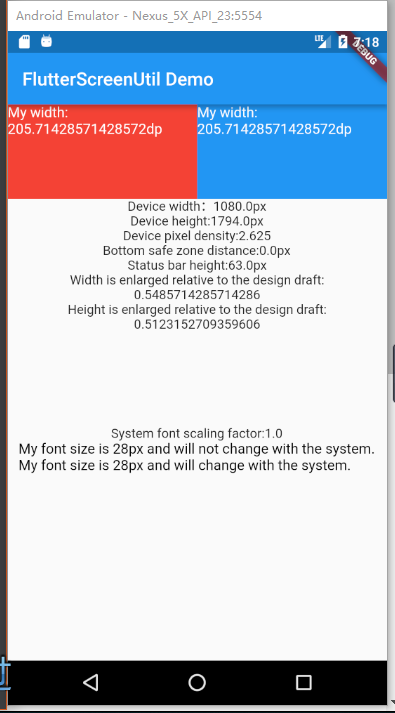 Android Emulator - Nexus_5X_API_23:5554
LTE 7:18
DEBUG
FlutterScreenUtil Demo
My width:
205.71428571428572dp
My width:
205.71428571428572dp
Device width：1080.0px
Device height:1794.0px
Device pixel density:2.625
Bottom safe zone distance:0.0px
Status bar height:63.0px
Width is enlarged relative to the design draft:
0.5485714285714286
Height is enlarged relative to the design draft:
0.5123152709359606
System font scaling factor:1.0
My font size is 28px and will not change with the system.
My font size is 28px and will change with the system.